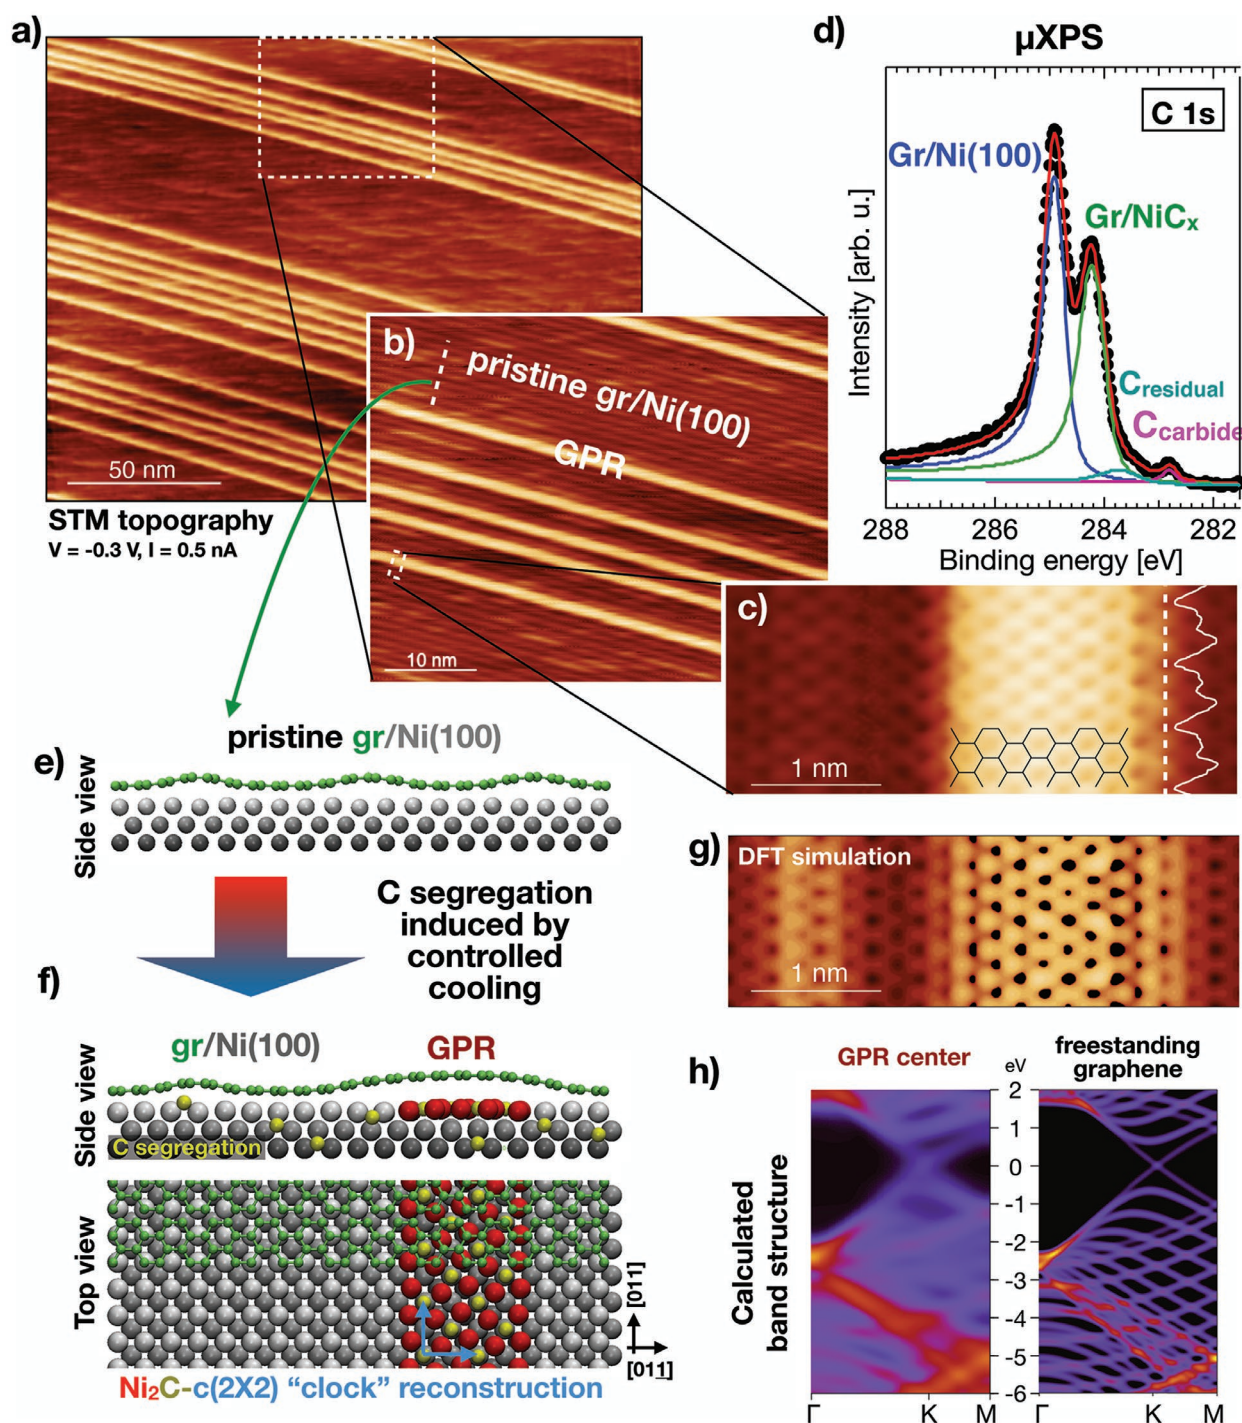 a)
50 nm
STM topography
V = -0.3 V, I = 0.5 nA
b)
pristine gr/Ni(100)
GPR
10 nm
d)
µXPS
C 1s
Gr/Ni(100)
Gr/NiCx
Cresidual
Ccarbide
Intensity [arb. u.]
288
286
284
282
Binding energy [eV]
c)
1 nm
pristine gr/Ni(100)
e)
Side view
C segregation
induced by
controlled
cooling
g)
DFT simulation
1 nm
f)
gr/Ni(100)
GPR
Side view
C segregation
Top view
[011]
[011]
Ni2C-c(2X2) “clock” reconstruction
h)
GPR center
eV
freestanding
graphene
Calculated
band structure
2
1
0
-1
-2
-3
-4
-5
-6
Γ
K
M
Γ
K
M